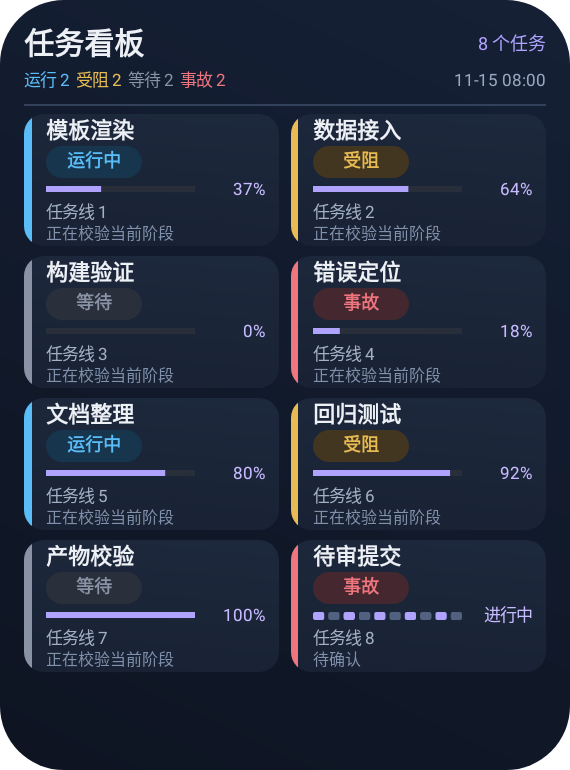 任务看板
8 个任务
运行 2 受阻 2 等待 2 事故 2
11-15 08:00
模板渲染
运行中
37%
任务线 1
正在校验当前阶段
数据接入
受阻
64%
任务线 2
正在校验当前阶段
构建验证
等待
0%
任务线 3
正在校验当前阶段
错误定位
事故
18%
任务线 4
正在校验当前阶段
文档整理
运行中
80%
任务线 5
正在校验当前阶段
回归测试
受阻
92%
任务线 6
正在校验当前阶段
产物校验
等待
100%
任务线 7
正在校验当前阶段
待审提交
事故
进行中
任务线 8
待确认